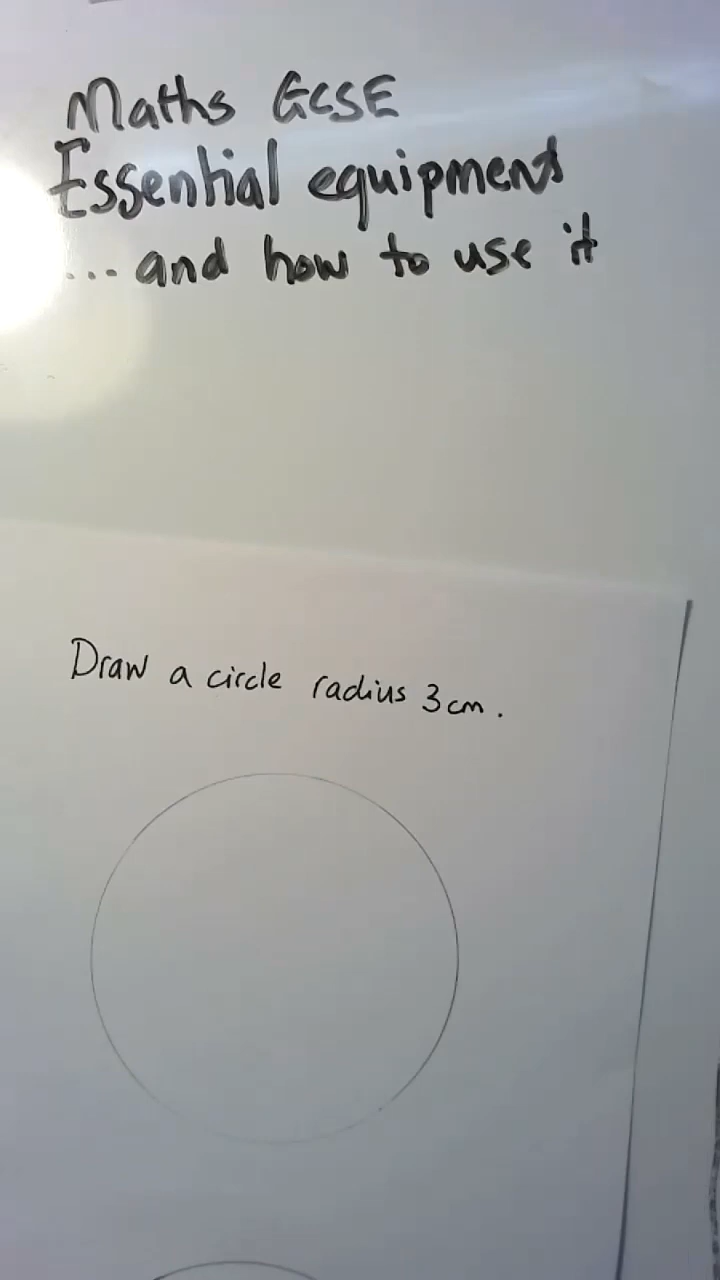 Maths GCSE
Essential equipment
... and how to use it
Draw a circle radius 3cm.